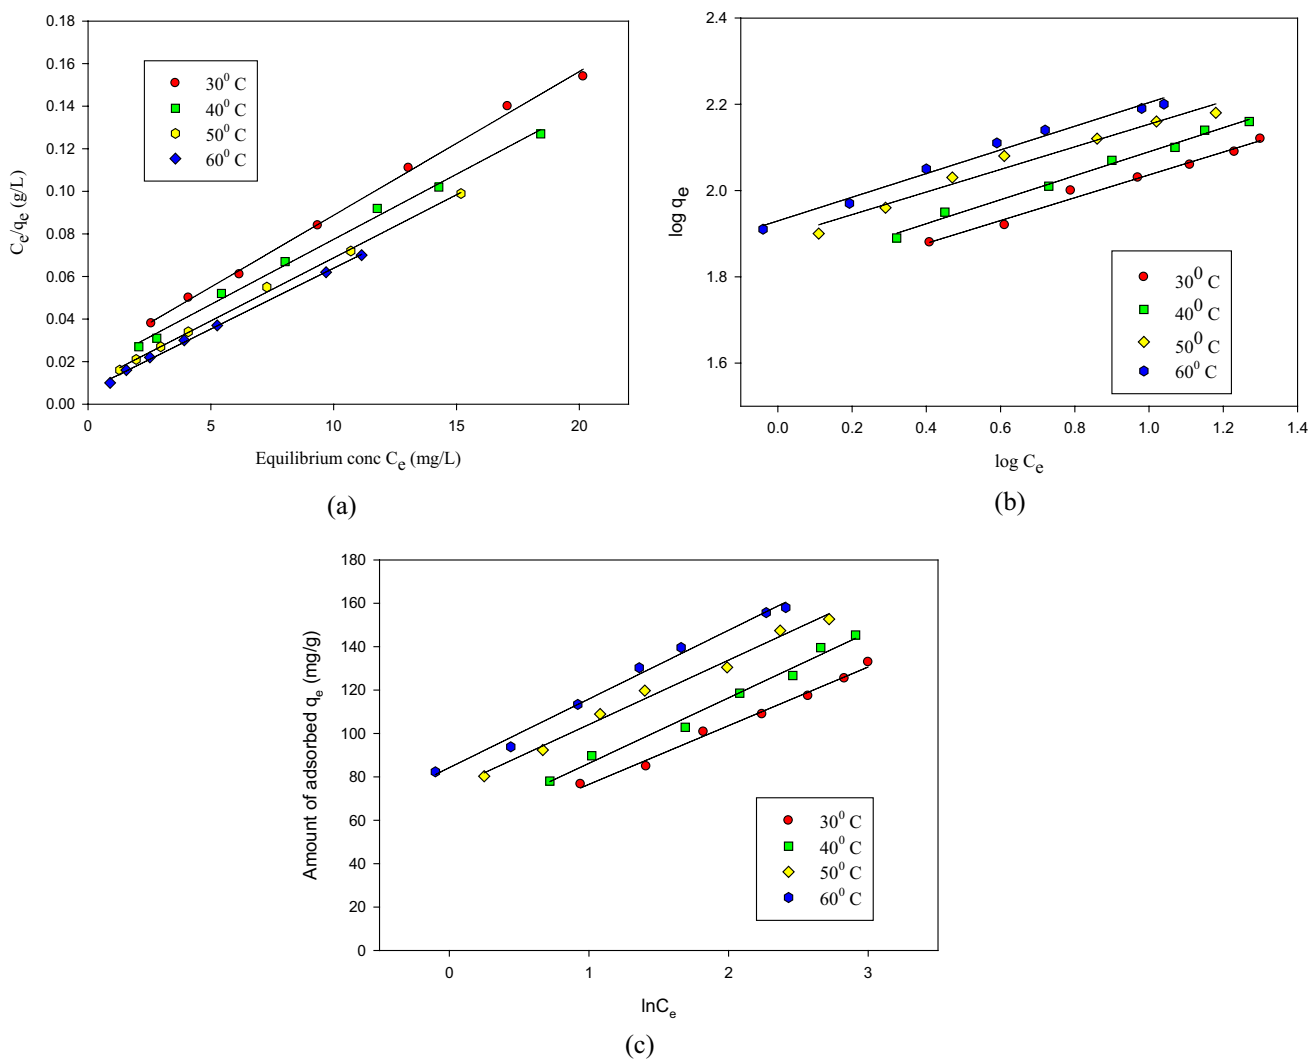 0.18
0.16
0.14
0.12
0.10
0.08
0.06
0.04
0.02
0.00
Ce/qe (g/L)
30⁰ C
40⁰ C
50⁰ C
60⁰ C
0 5 10 15 20
Equilibrium conc Ce (mg/L)
(a)
2.4
2.2
2.0
1.8
1.6
log qe
30⁰ C
40⁰ C
50⁰ C
60⁰ C
0.0 0.2 0.4 0.6 0.8 1.0 1.2 1.4
log Ce
(b)
180
160
140
120
100
80
60
40
20
0
Amount of adsorbed qe (mg/g)
30⁰ C
40⁰ C
50⁰ C
60⁰ C
0 1 2 3
lnCe
(c)